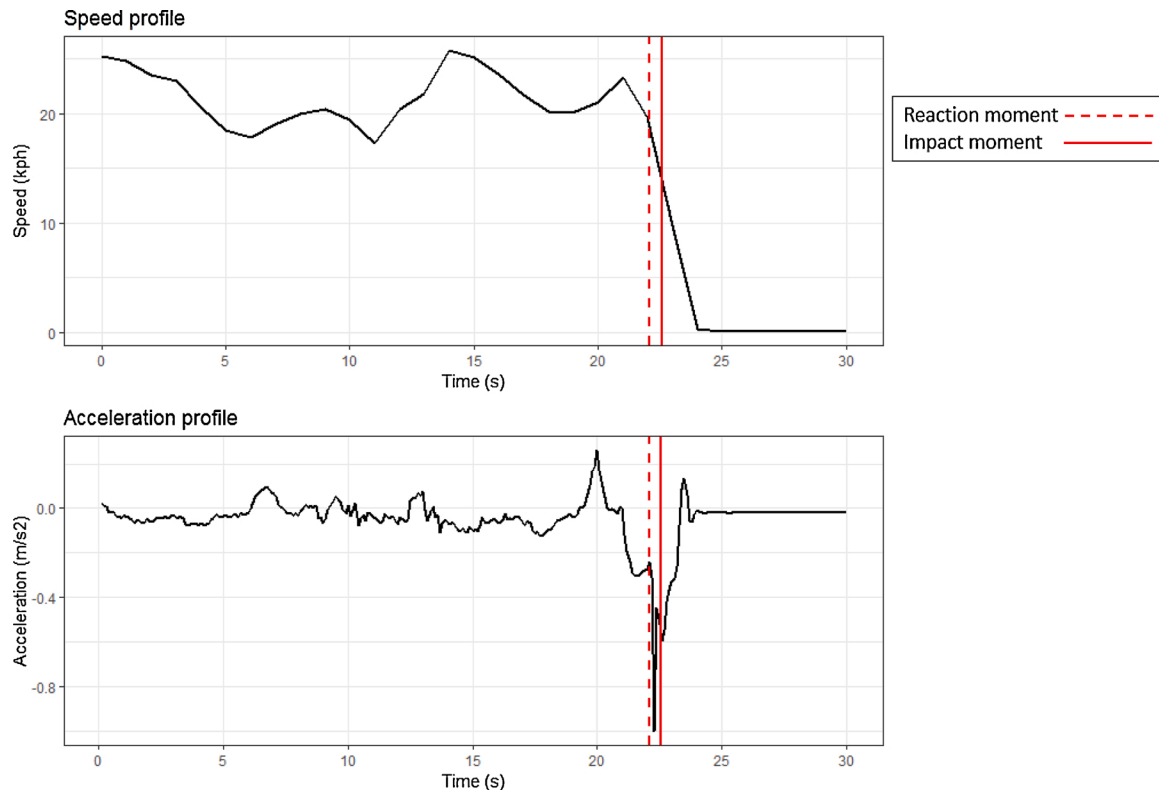 Speed profile
Speed (kph)
20
10
0
0 5 10 15 20 25 30
Time (s)
Reaction moment
Impact moment
Acceleration profile
Acceleration (m/s2)
0.0
-0.4
-0.8
0 5 10 15 20 25 30
Time (s)